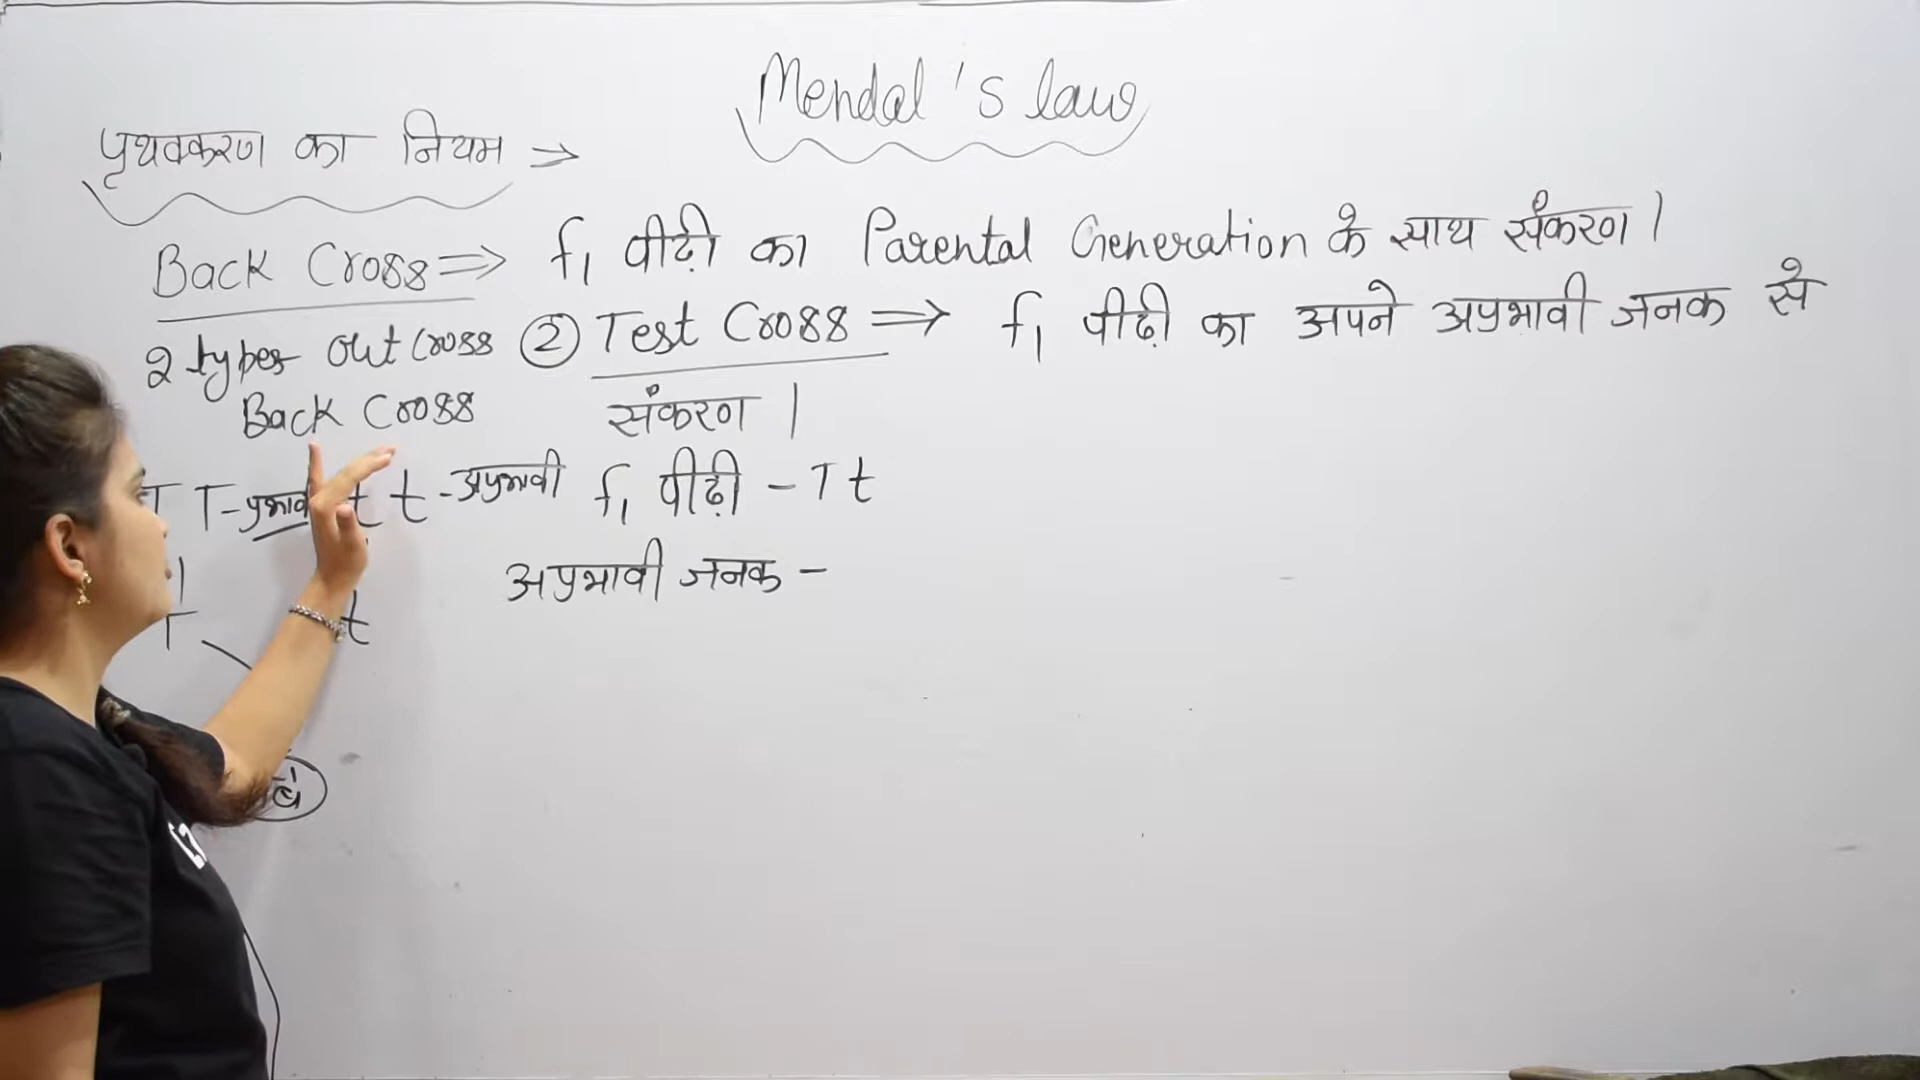 Mendal's law
पृथक्करण का नियम ⇒
Back Cross ⇒ f₁ पीढ़ी का Parental Generation के साथ संकरण।
2 types out Cross ② Test Cross ⇒ f₁ पीढ़ी का अपने अप्रभावी जनक से
Back Cross संकरण।
T T - प्रभाव t t - अप्रभावी f₁ पीढ़ी - T t
अप्रभावी जनक -
T t